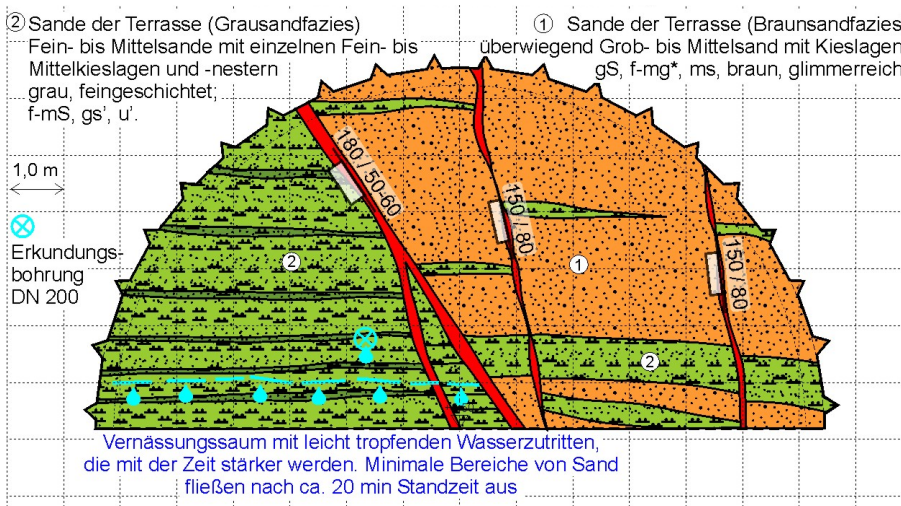 ② Sande der Terrasse (Grausandfazies)
Fein- bis Mittelsande mit einzelnen Fein- bis
Mittelkieslagen und -nestern
grau, feingeschichtet;
f-mS, gs', u'.
① Sande der Terrasse (Braunsandfazies
überwiegend Grob- bis Mittelsand mit Kieslagen
gS, f-mg*, ms, braun, glimmerreich
1,0 m
Erkundungs-
bohrung
DN 200
180 / 50-60
150 / 80
150 / 80
②
①
②
Vernässungssaum mit leicht tropfenden Wasserzutritten,
die mit der Zeit stärker werden. Minimale Bereiche von Sand
fließen nach ca. 20 min Standzeit aus